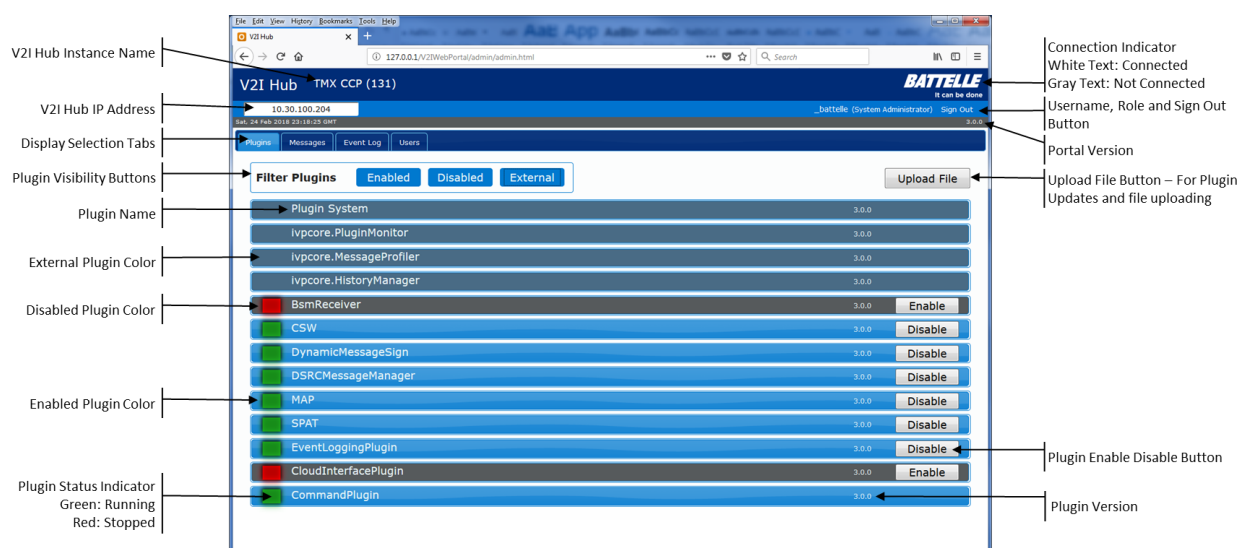 File Edit View History Bookmarks Tools Help
V2I Hub
127.0.0.1/V2IWebPortal/admin/admin.html
Search
V2I Hub TMX CCP (131)
BATTELLE
It can be done
10.30.100.204
_battelle (System Administrator) Sign Out
Sat, 24 Feb 2018 23:18:25 GMT
3.0.0
Plugins Messages Event Log Users
Filter Plugins Enabled Disabled External
Upload File
Plugin System 3.0.0
ivpcore.PluginMonitor 3.0.0
ivpcore.MessageProfiler 3.0.0
ivpcore.HistoryManager 3.0.0
BsmReceiver 3.0.0 Enable
CSW 3.0.0 Disable
DynamicMessageSign 3.0.0 Disable
DSRCMessageManager 3.0.0 Disable
MAP 3.0.0 Disable
SPAT 3.0.0 Disable
EventLoggingPlugin 3.0.0 Disable
CloudInterfacePlugin 3.0.0 Enable
CommandPlugin 3.0.0
V2I Hub Instance Name
V2I Hub IP Address
Display Selection Tabs
Plugin Visibility Buttons
Plugin Name
External Plugin Color
Disabled Plugin Color
Enabled Plugin Color
Plugin Status Indicator
Green: Running
Red: Stopped
Connection Indicator
White Text: Connected
Gray Text: Not Connected
Username, Role and Sign Out
Button
Portal Version
Upload File Button – For Plugin
Updates and file uploading
Plugin Enable Disable Button
Plugin Version